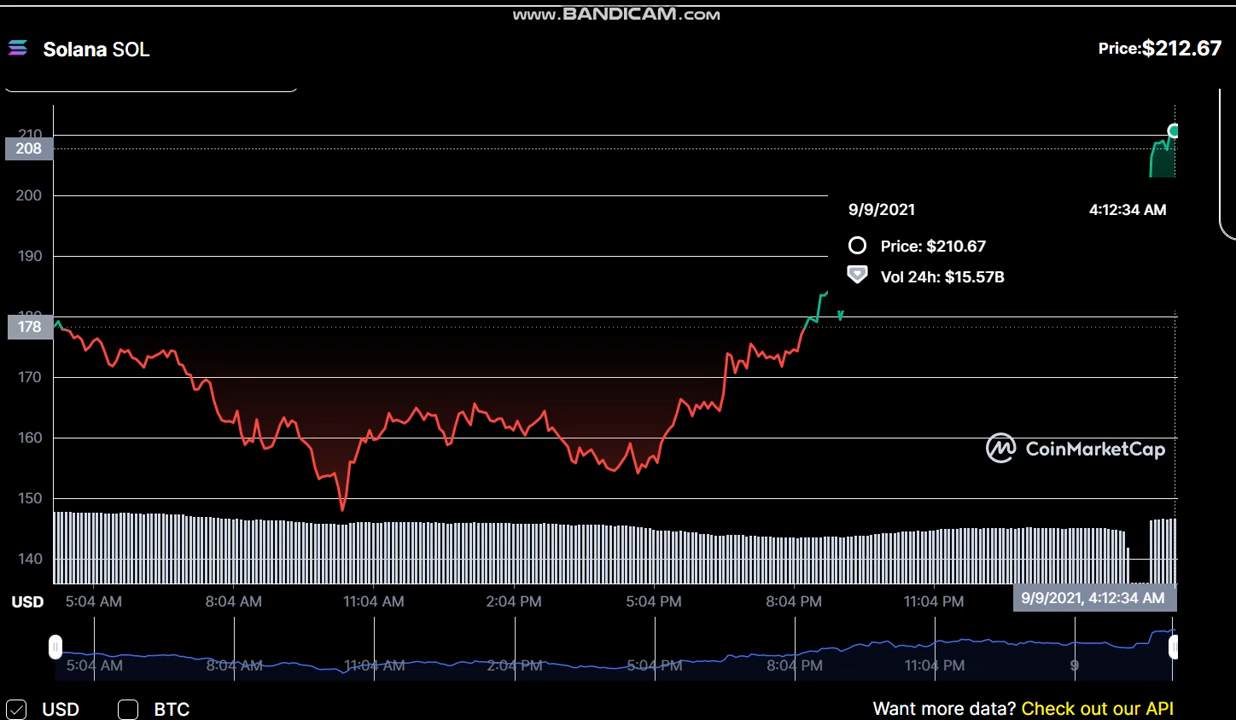 www.BANDICAM.com
Solana SOL
Price:$212.67
210
208
200
9/9/2021 4:12:34 AM
190
Price: $210.67
Vol 24h: $15.57B
180
178
170
160
CoinMarketCap
150
140
USD 5:04 AM 8:04 AM 11:04 AM 2:04 PM 5:04 PM 8:04 PM 11:04 PM 9/9/2021, 4:12:34 AM
5:04 AM 8:04 AM 11:04 AM 2:04 PM 5:04 PM 8:04 PM 11:04 PM 9
USD BTC Want more data? Check out our API